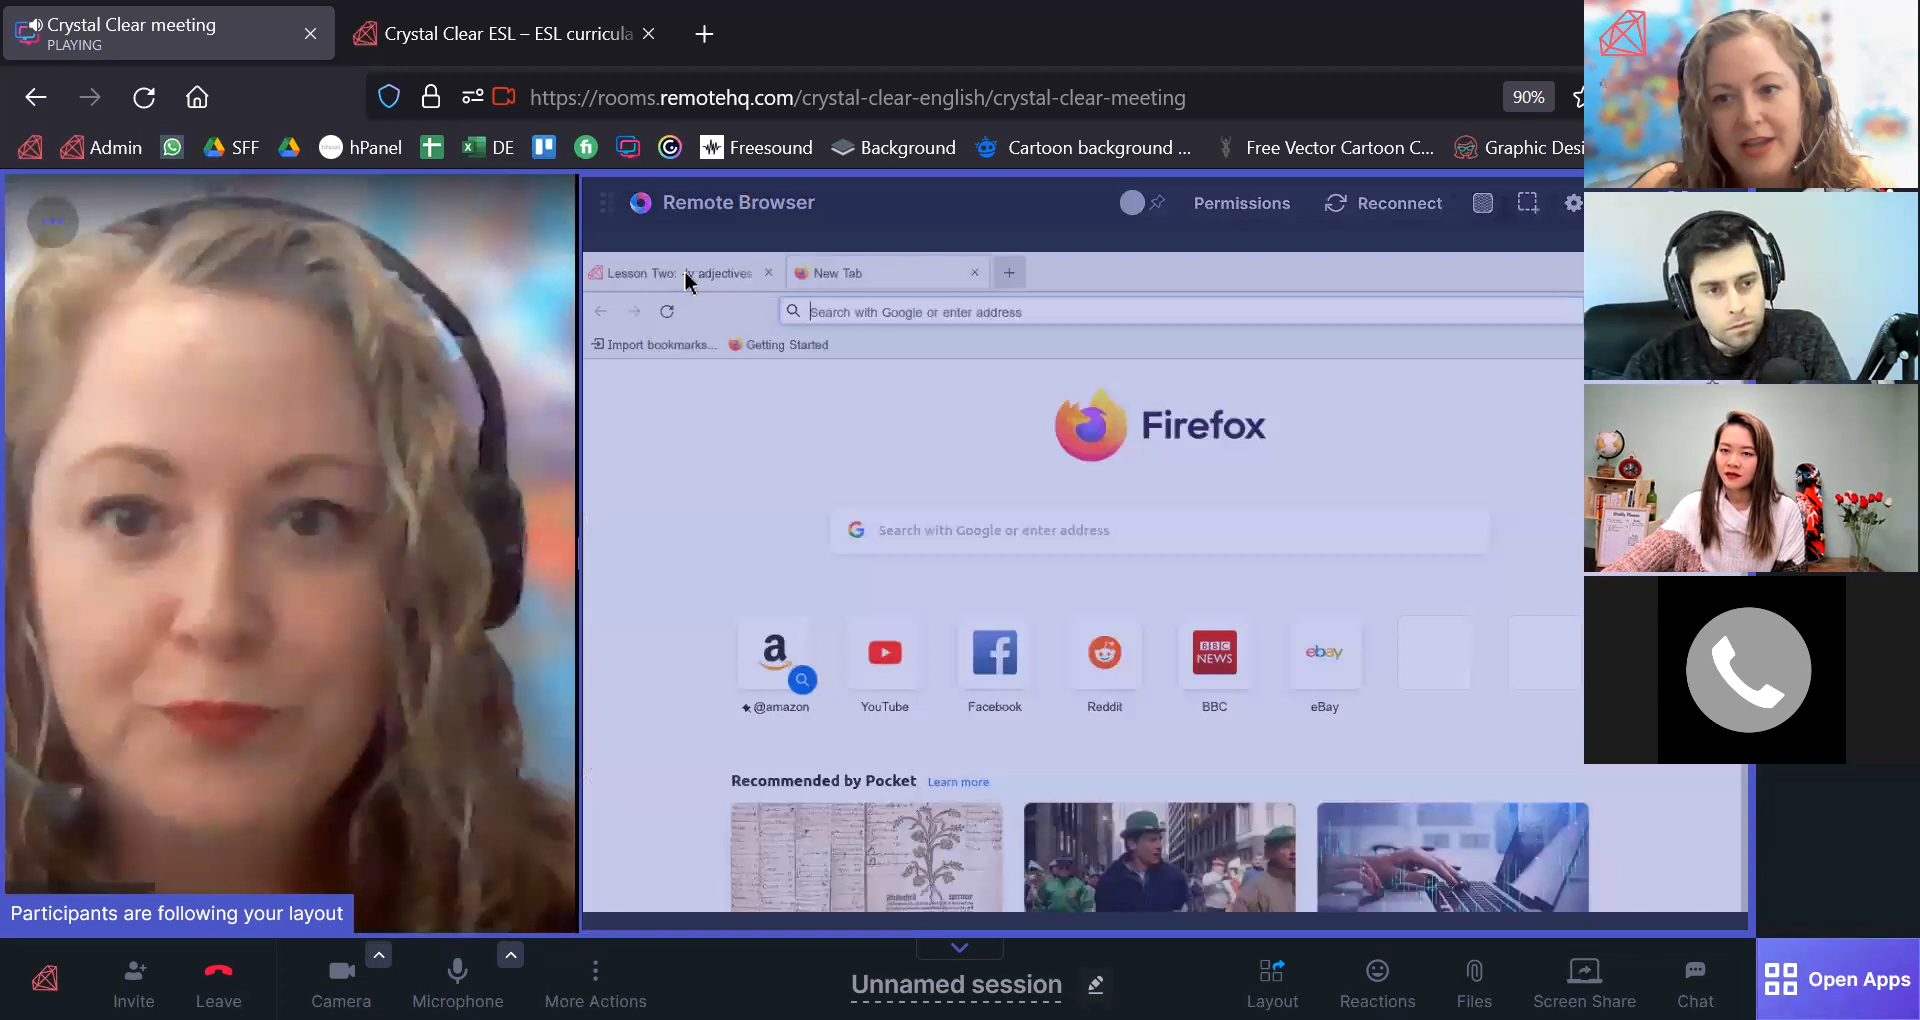 Crystal Clear meeting
PLAYING
Crystal Clear ESL – ESL curricula
https://rooms.remotehq.com/crystal-clear-english/crystal-clear-meeting
90%
Admin
SFF
hPanel
DE
Freesound
Background
Cartoon background ...
Free Vector Cartoon C...
Graphic Desi
Remote Browser
Permissions
Reconnect
Lesson Two: -ly adjectives
New Tab
Search with Google or enter address
Import bookmarks...
Getting Started
Firefox
Search with Google or enter address
a
BBC
NEWS
ebay
@amazon
YouTube
Facebook
Reddit
BBC
eBay
Recommended by Pocket
Learn more
Participants are following your layout
Invite
Leave
Camera
Microphone
More Actions
Unnamed session
Layout
Reactions
Files
Screen Share
Chat
Open Apps